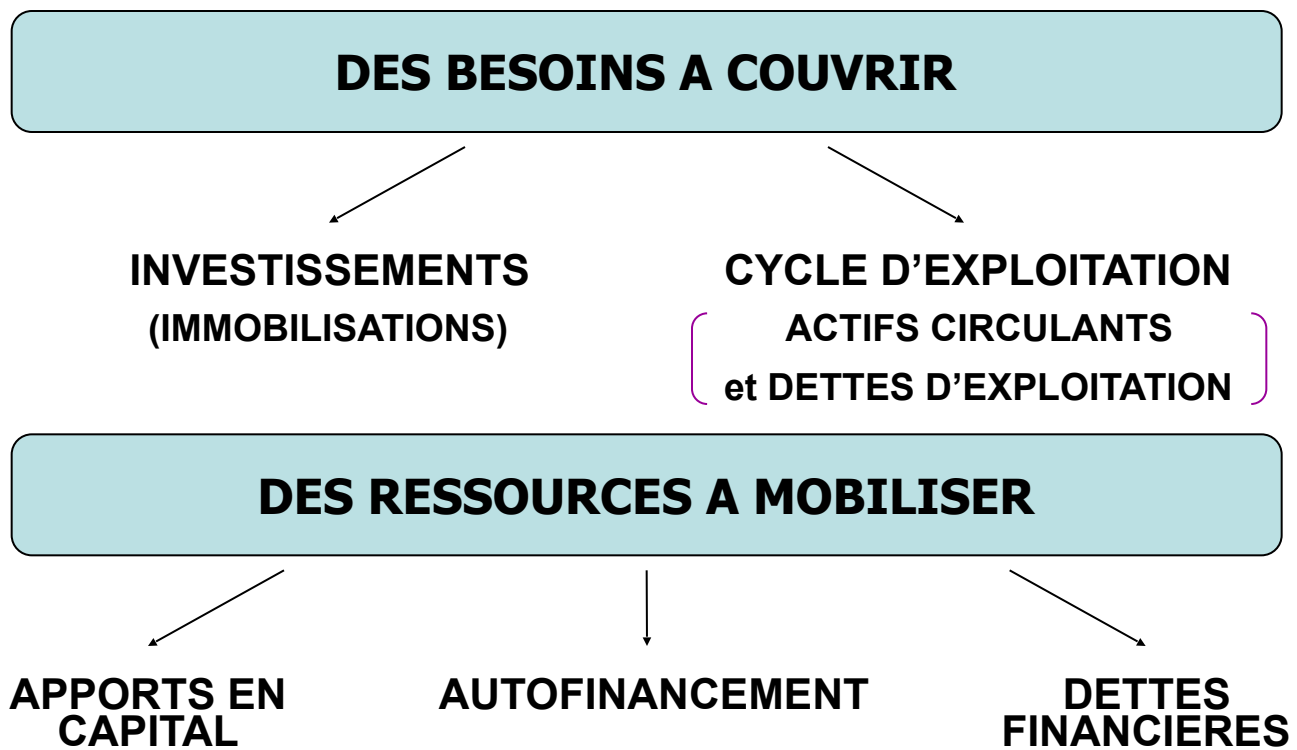 DES BESOINS A COUVRIR
INVESTISSEMENTS
(IMMOBILISATIONS)
CYCLE D’EXPLOITATION
ACTIFS CIRCULANTS
et DETTES D’EXPLOITATION
DES RESSOURCES A MOBILISER
APPORTS EN
CAPITAL
AUTOFINANCEMENT
DETTES
FINANCIERES